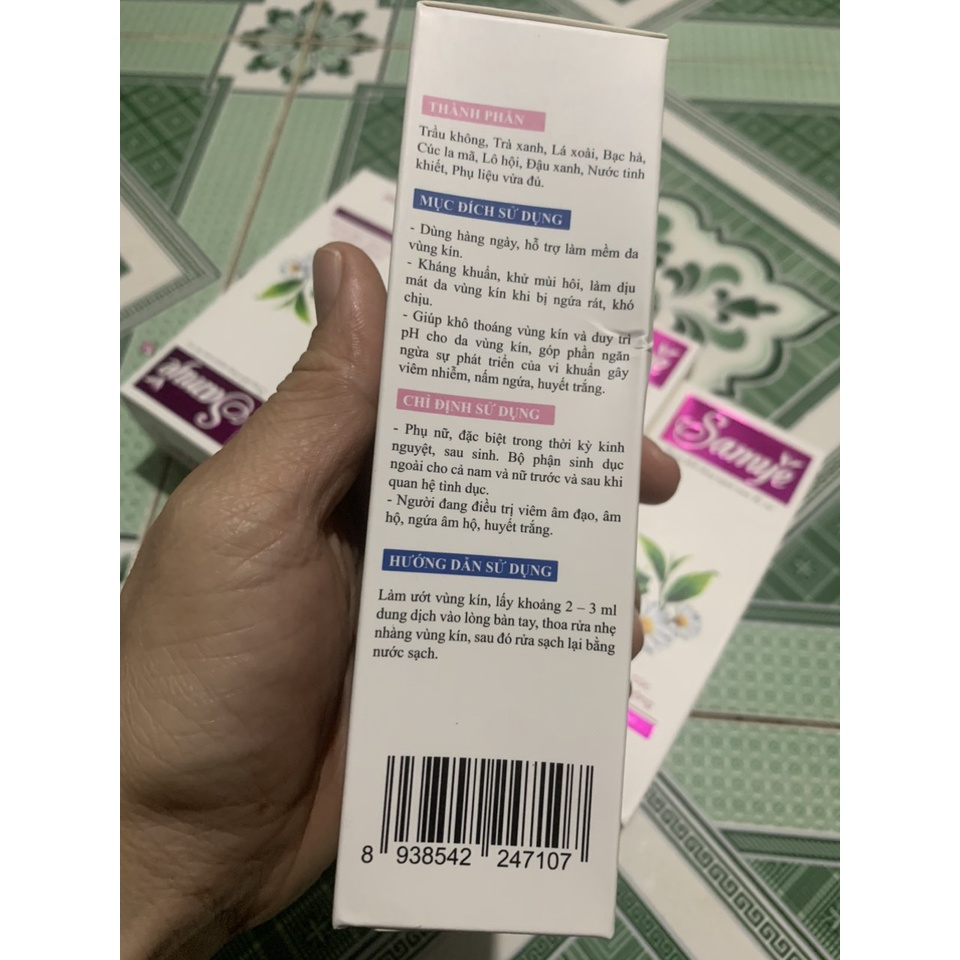 THÀNH PHẦN
Trầu không, Trà xanh, Lá xoài, Bạc hà,
Cúc la mã, Lô hội, Đậu xanh, Nước tinh
khiết, Phụ liệu vừa đủ.
MỤC ĐÍCH SỬ DỤNG
- Dùng hàng ngày, hỗ trợ làm mềm da
vùng kín.
- Kháng khuẩn, khử mùi hôi, làm dịu
mát da vùng kín khi bị ngứa rát, khó
chịu.
- Giúp khô thoáng vùng kín và duy trì
pH cho da vùng kín, góp phần ngăn
ngừa sự phát triển của vi khuẩn gây
viêm nhiễm, nấm ngứa, huyết trắng.
CHỈ ĐỊNH SỬ DỤNG
- Phụ nữ, đặc biệt trong thời kỳ kinh
nguyệt, sau sinh. Bộ phận sinh dục
ngoài cho cả nam và nữ trước và sau khi
quan hệ tình dục.
- Người đang điều trị viêm âm đạo, âm
hộ, ngứa âm hộ, huyết trắng.
HƯỚNG DẪN SỬ DỤNG
Làm ướt vùng kín, lấy khoảng 2 – 3 ml
dung dịch vào lòng bàn tay, thoa rửa nhẹ
nhàng vùng kín, sau đó rửa sạch lại bằng
nước sạch.
8 938542 247107
Samyê
Samyê